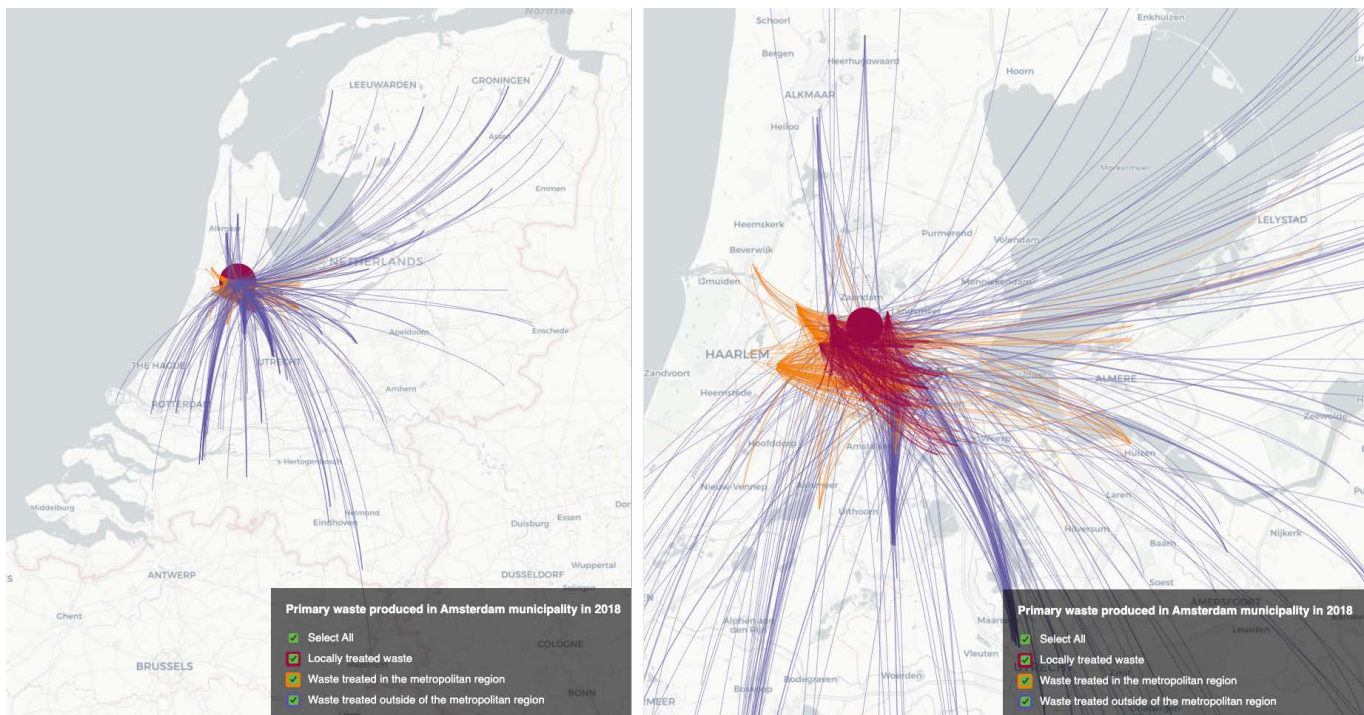 Nordsee
LEEUWARDEN
GRONINGEN
Assen
Emmen
Alkmaar
NETHERLANDS
Apeldoorn
Enschede
THE HAGUE
UTRECHT
Arnhem
ROTTERDAM
's-Hertogenbosch
Middelburg
Eindhoven
Helmond
Duisburg
Essen
Dor
ANTWERP
DUSSELDORF
Wuppertal
Solingen
Ghent
BRUSSELS
COLOGNE
BONN
Primary waste produced in Amsterdam municipality in 2018
Select All
Locally treated waste
Waste treated in the metropolitan region
Waste treated outside of the metropolitan region
Schoorl
Enkhuizen
Bergen
Heerhugowaard
Hoorn
ALKMAAR
Heiloo
Markermeer
Heemskerk
Purmerend
Volendam
LELYSTAD
Beverwijk
IJmuiden
Monnickendam
Zaandam
Landsmeer
HAARLEM
Zandvoort
ALMERE
Heemstede
Zeewolde
Hoofddorp
Amstelveen
Weesp
Huizen
Nieuw-Vennep
Aalsmeer
Laren
Uithoorn
Hilversum
Baarn
Nijkerk
Soest
AMERSFOORT
Alphen aan
den Rijn
Maarssen
Leusden
Vleuten
UTRECHT
Boskoop
Bodegraven
Woerden
MEER
Primary waste produced in Amsterdam municipality in 2018
Select All
Locally treated waste
Waste treated in the metropolitan region
Waste treated outside of the metropolitan region